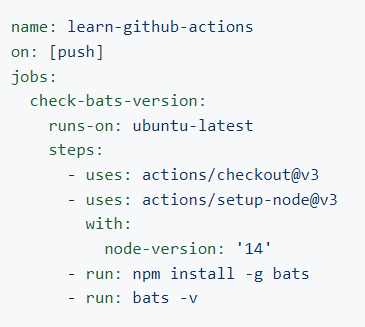 name: learn-github-actions
on: [push]
jobs:
  check-bats-version:
    runs-on: ubuntu-latest
    steps:
      - uses: actions/checkout@v3
      - uses: actions/setup-node@v3
        with:
          node-version: '14'
      - run: npm install -g bats
      - run: bats -v